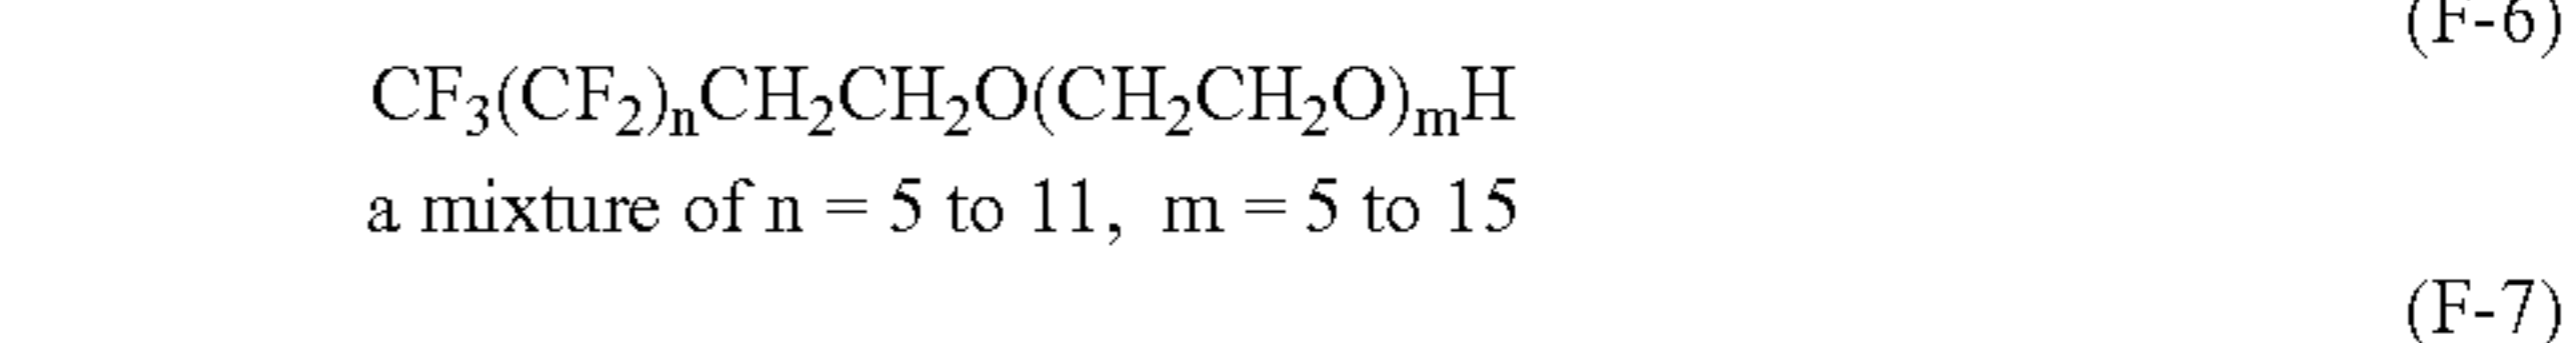 (F-6)
CF₃(CF₂)ₙCH₂CH₂O(CH₂CH₂O)ₘH
a mixture of n = 5 to 11, m = 5 to 15
(F-7)